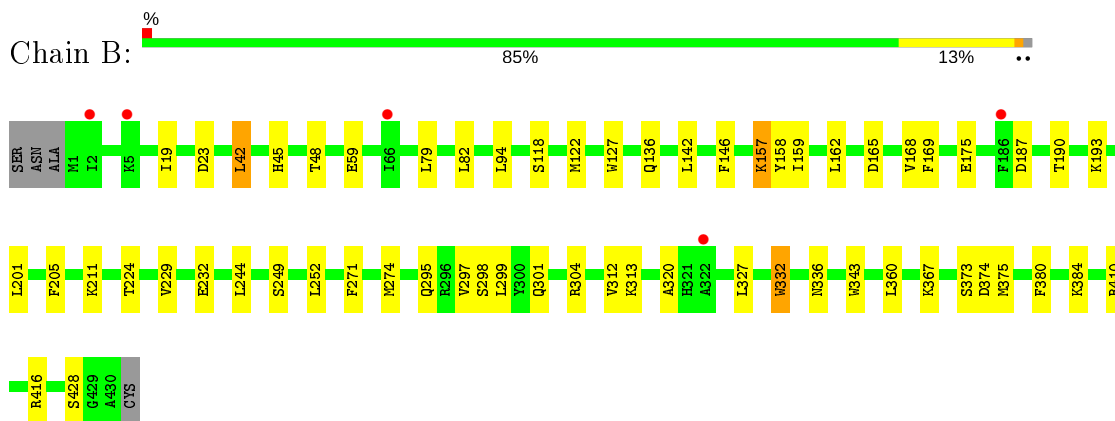 %
Chain B:
85% 13%
SER ASN ALA M1 I2 K5 I19 D23 L42 H45 T48 E59 I66 L79 L82 L94 S118 M122 W127 Q136 L142 F146 K157 Y158 I159 L162 D165 V168 F169 E175 F186 D187 T190 K193
L201 F205 K211 T224 V229 E232 L244 S249 L252 F271 M274 Q295 R296 V297 S298 L299 Y300 Q301 R304 V312 K313 A320 H321 A322 L327 W332 N336 W343 L360 K367 S373 D374 M375 F380 K384
R416 S428 G429 A430 CYS